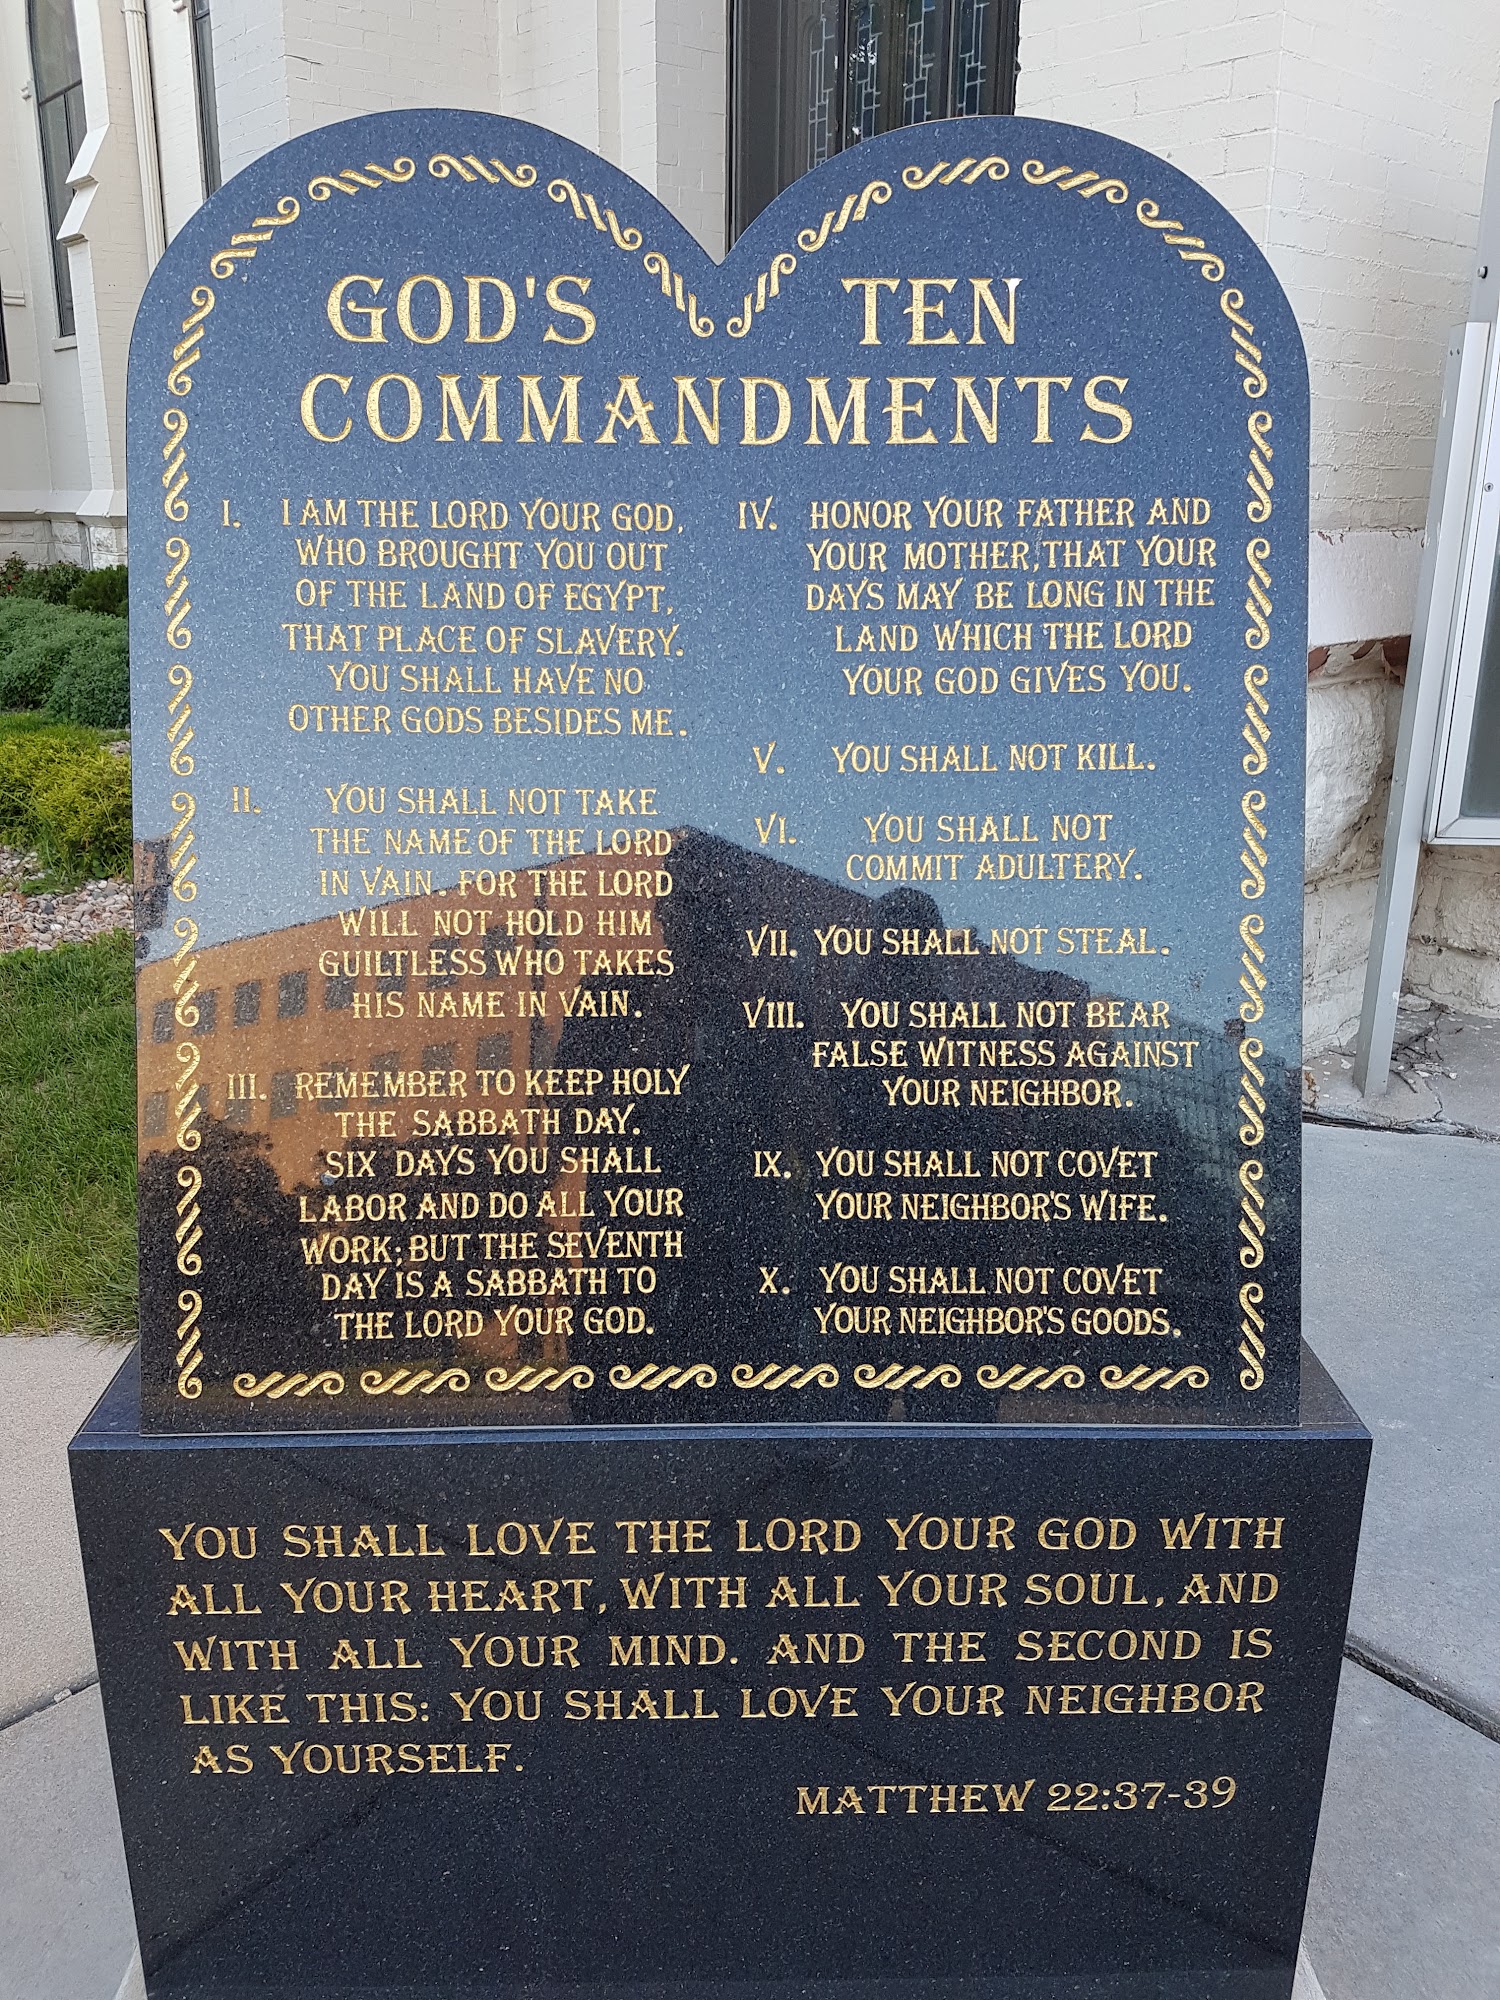 GOD'S TEN
COMMANDMENTS
I. I AM THE LORD YOUR GOD,
WHO BROUGHT YOU OUT
OF THE LAND OF EGYPT,
THAT PLACE OF SLAVERY.
YOU SHALL HAVE NO
OTHER GODS BESIDES ME.
II. YOU SHALL NOT TAKE
THE NAME OF THE LORD
IN VAIN. FOR THE LORD
WILL NOT HOLD HIM
GUILTLESS WHO TAKES
HIS NAME IN VAIN.
III. REMEMBER TO KEEP HOLY
THE SABBATH DAY.
SIX DAYS YOU SHALL
LABOR AND DO ALL YOUR
WORK; BUT THE SEVENTH
DAY IS A SABBATH TO
THE LORD YOUR GOD.
IV. HONOR YOUR FATHER AND
YOUR MOTHER, THAT YOUR
DAYS MAY BE LONG IN THE
LAND WHICH THE LORD
YOUR GOD GIVES YOU.
V. YOU SHALL NOT KILL.
VI. YOU SHALL NOT
COMMIT ADULTERY.
VII. YOU SHALL NOT STEAL.
VIII. YOU SHALL NOT BEAR
FALSE WITNESS AGAINST
YOUR NEIGHBOR.
IX. YOU SHALL NOT COVET
YOUR NEIGHBOR'S WIFE.
X. YOU SHALL NOT COVET
YOUR NEIGHBOR'S GOODS.
YOU SHALL LOVE THE LORD YOUR GOD WITH
ALL YOUR HEART, WITH ALL YOUR SOUL, AND
WITH ALL YOUR MIND. AND THE SECOND IS
LIKE THIS: YOU SHALL LOVE YOUR NEIGHBOR
AS YOURSELF.
MATTHEW 22:37-39